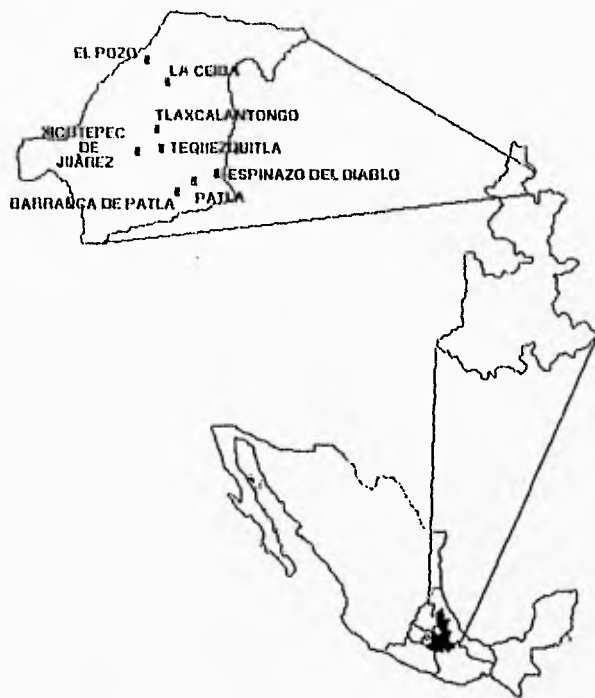 EL POZO
LA CEIBA
TLAXCALANTONGO
XICOTEPEC
DE
JUÁREZ
TEQUEZQUITLA
ESPINAZO DEL DIABLO
BARRANCA DE PATLA
PATLA